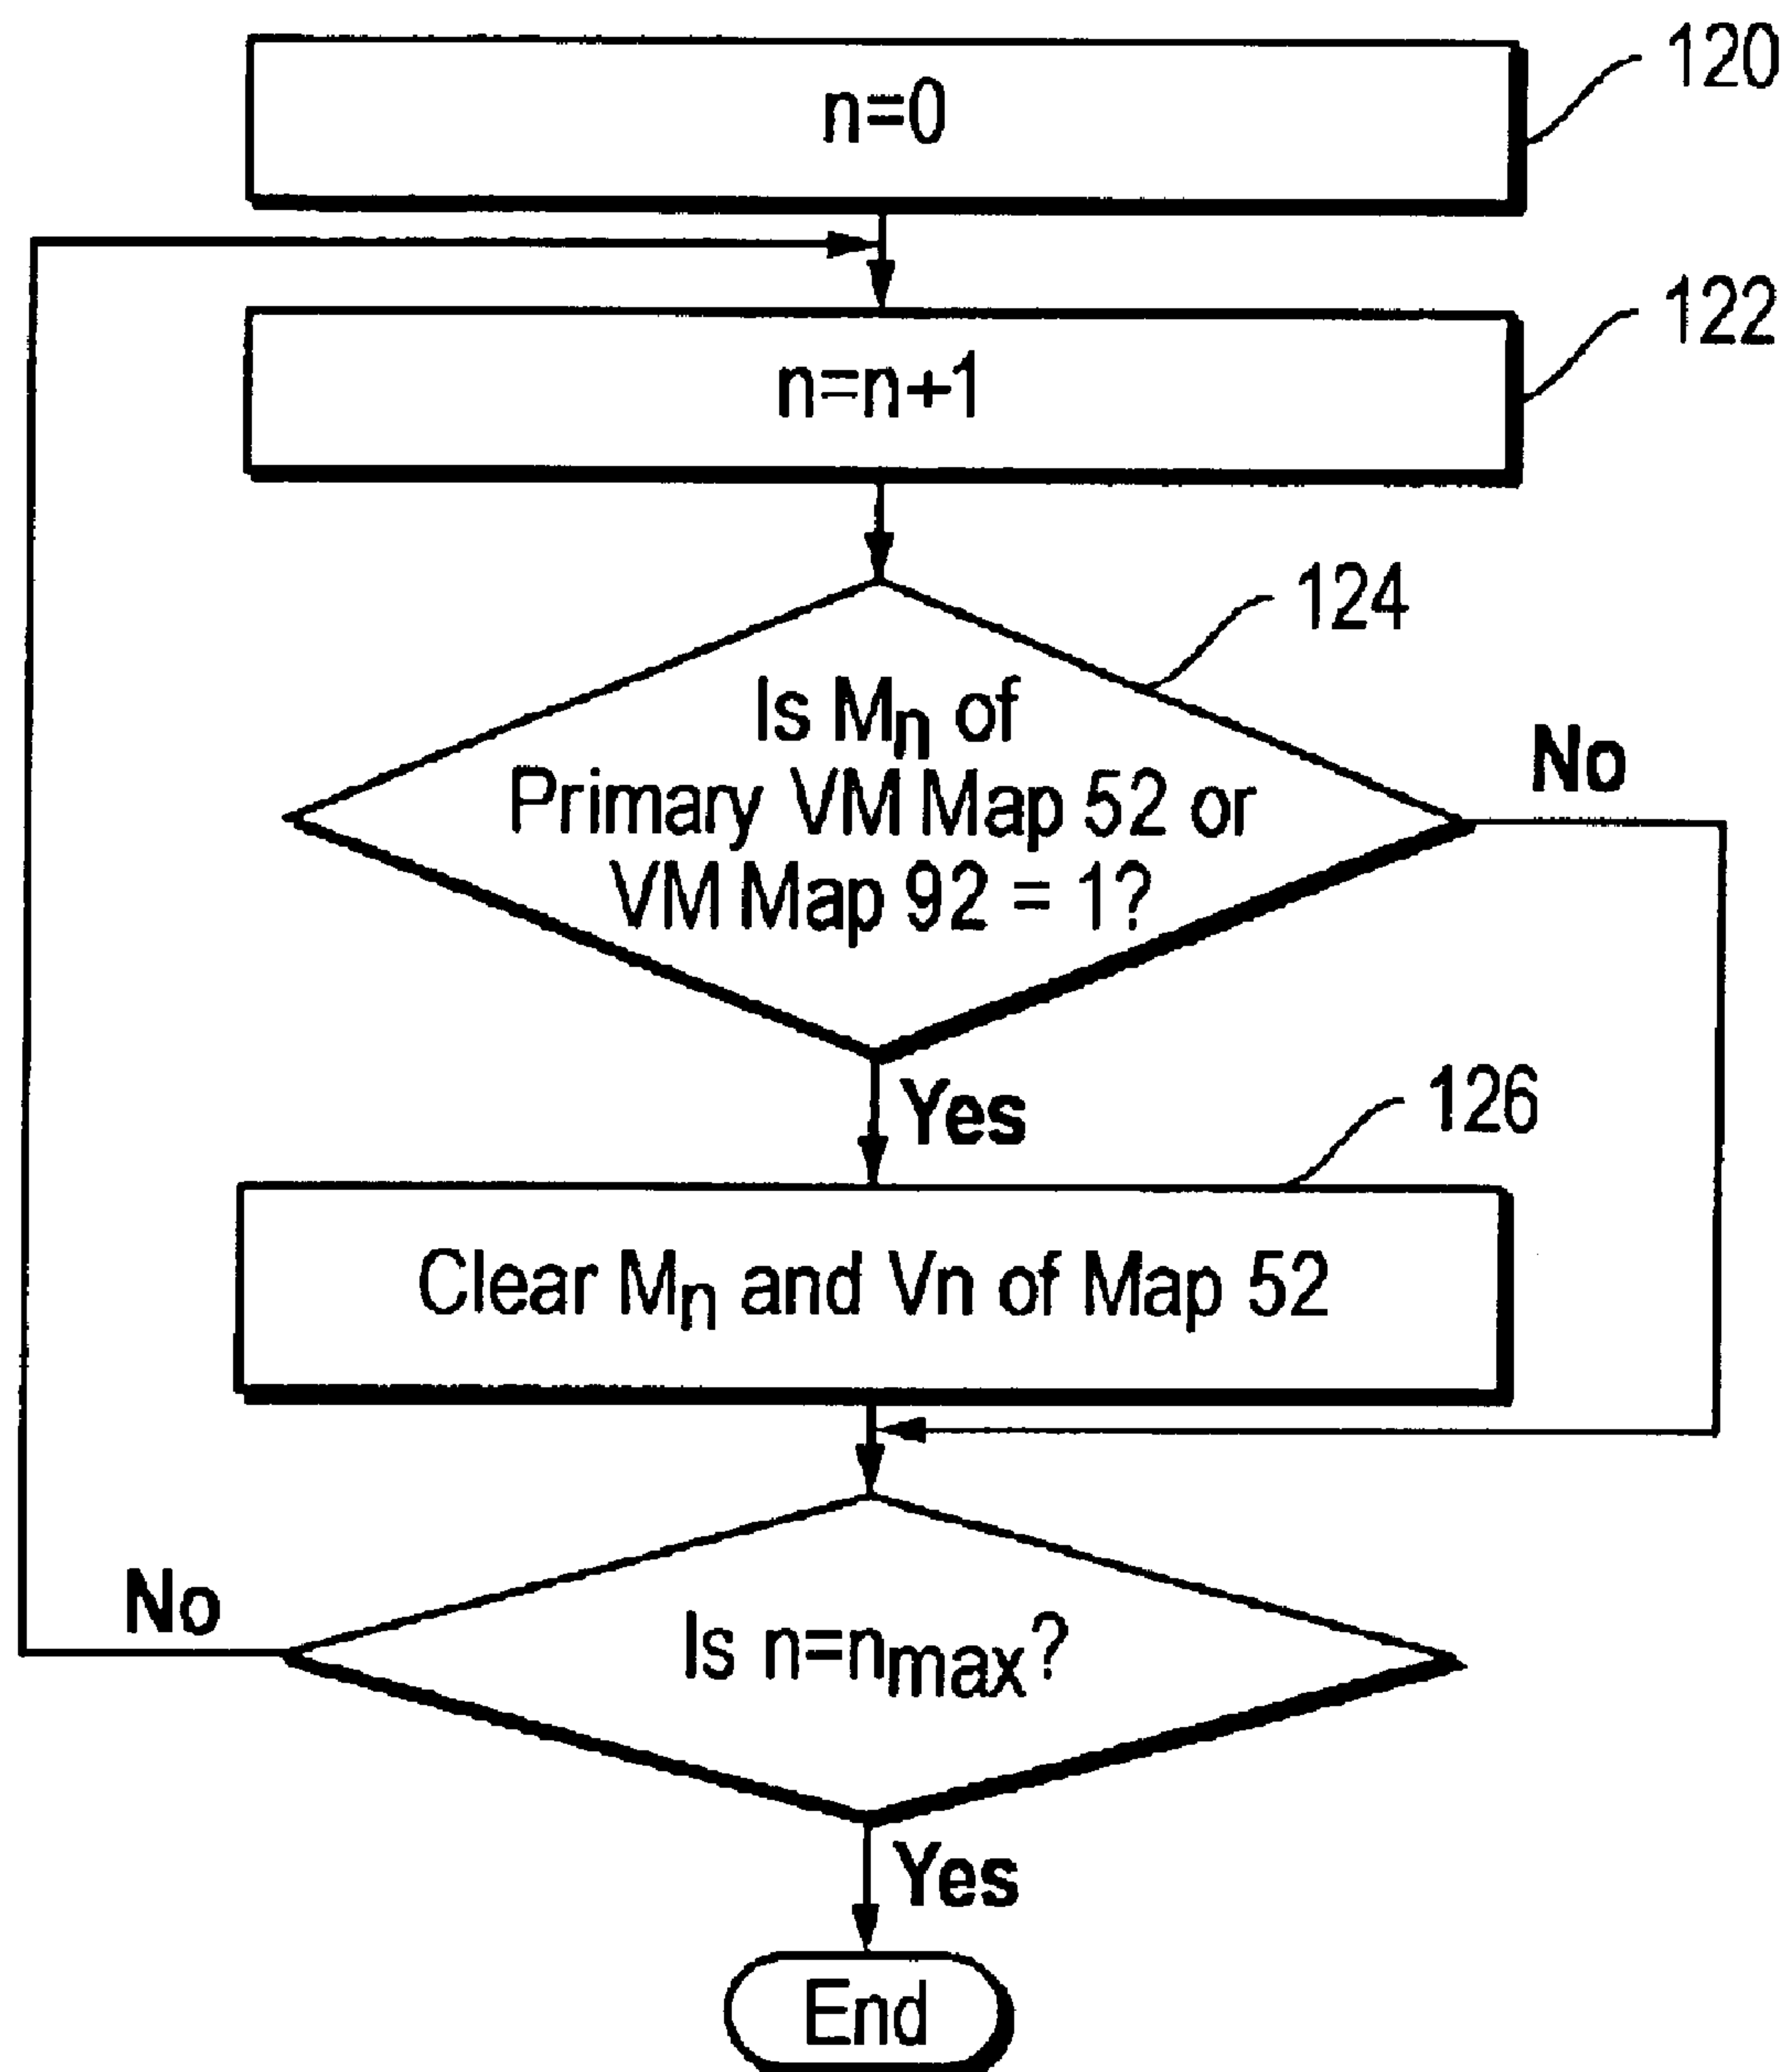 n=0
120
n=n+1
122
124
Is Mn of
Primary VM Map 52 or
VM Map 92 = 1?
No
Yes
126
Clear Mn and Vn of Map 52
Is n=nmax?
No
Yes
End